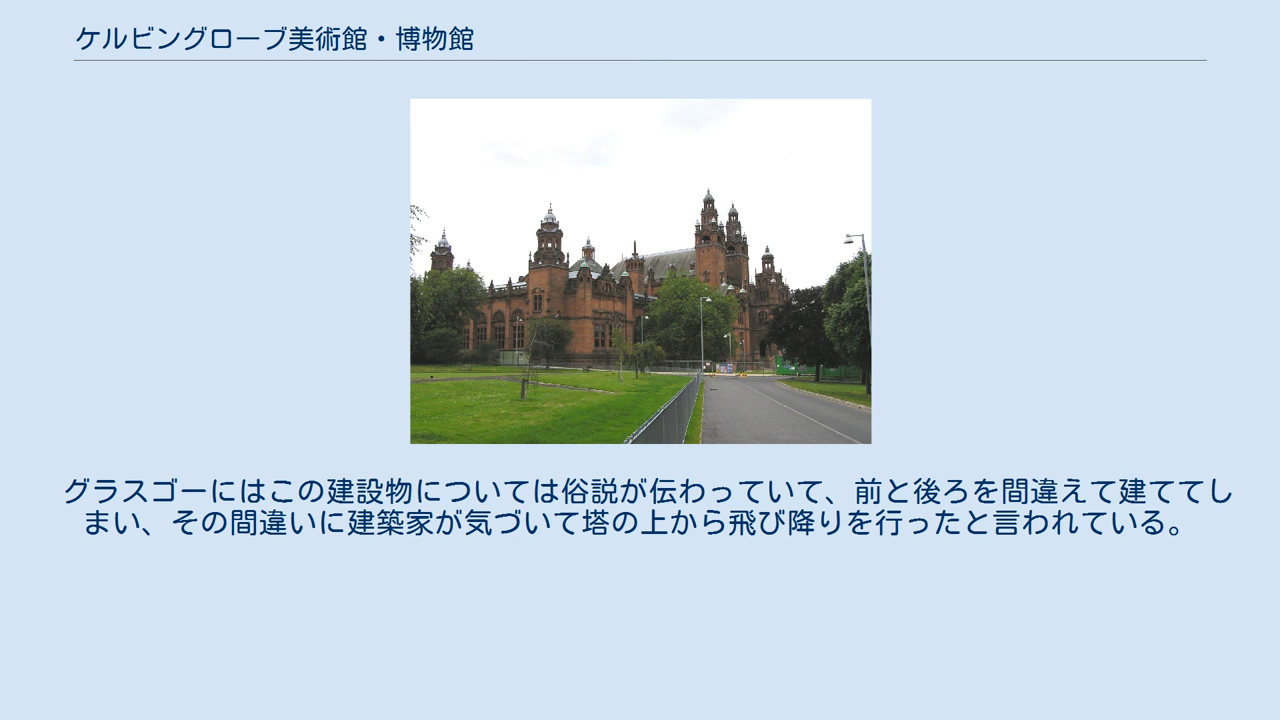 ケルビングローブ美術館・博物館
グラスゴーにはこの建設物については俗説が伝わっていて、前と後ろを間違えて建ててし
まい、その間違いに建築家が気づいて塔の上から飛び降りを行ったと言われている。